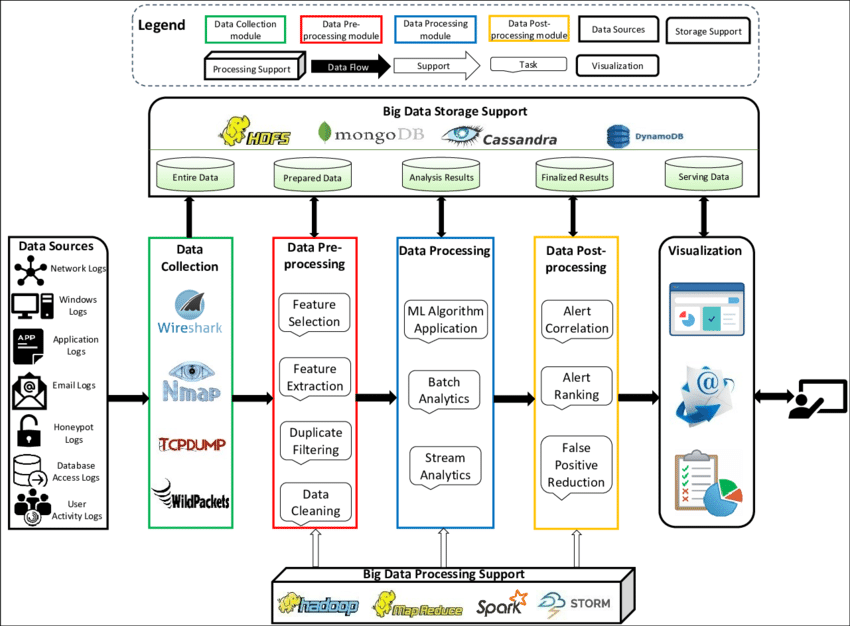 Legend
Data Collection
module
Data Pre-
processing module
Data Processing
module
Data Post-
processing module
Data Sources
Storage Support
Processing Support
Data Flow
Support
Task
Visualization
Big Data Storage Support
HDFS
mongoDB
Cassandra
DynamoDB
Entire Data
Prepared Data
Analysis Results
Finalized Results
Serving Data
Data Sources
Network Logs
Windows
Logs
APP
Application
Logs
@
Email Logs
Honeypot
Logs
Database
Access Logs
User
Activity Logs
Data
Collection
Wireshark
Nmap
TCPDUMP
WildPackets
Data Pre-
processing
Feature
Selection
Feature
Extraction
Duplicate
Filtering
Data
Cleaning
Data Processing
ML Algorithm
Application
Batch
Analytics
Stream
Analytics
Data Post-
processing
Alert
Correlation
Alert
Ranking
False
Positive
Reduction
Visualization
@
Big Data Processing Support
hadoop
Map Reduce
Spark
STORM